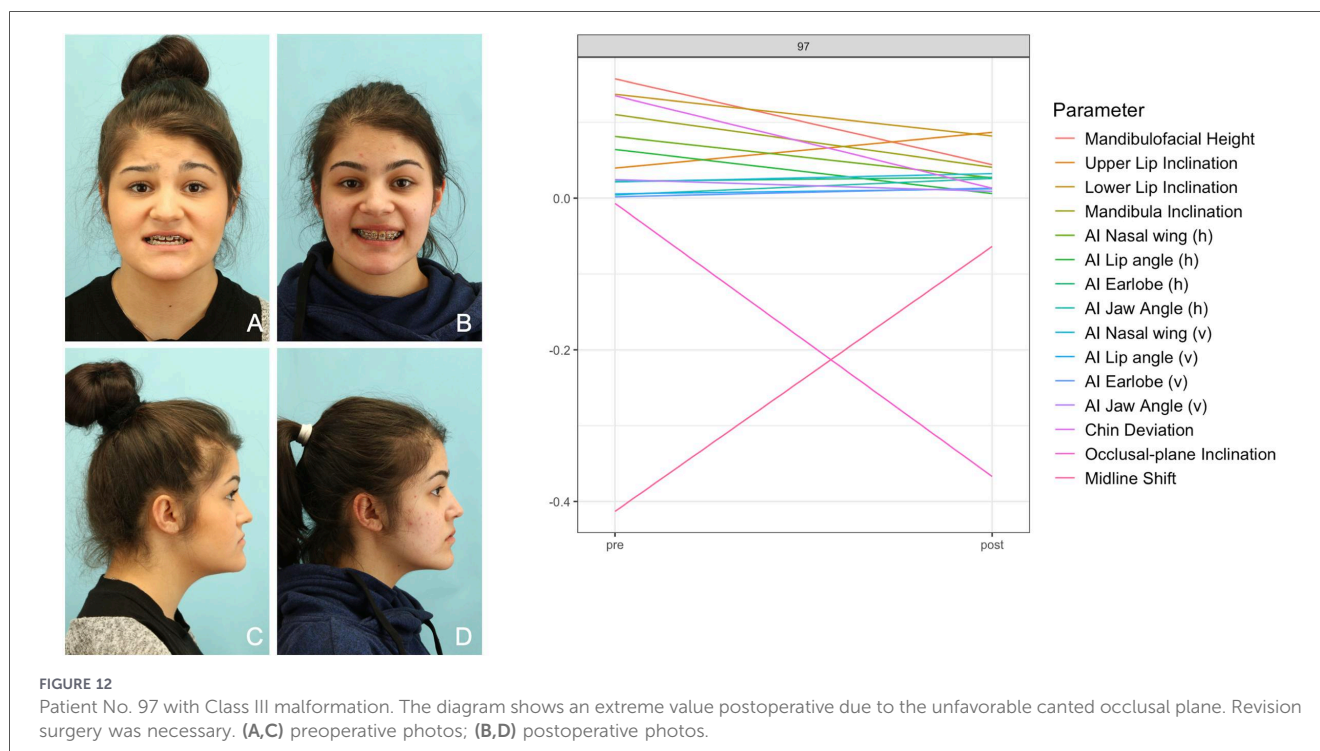 A
B
C
D
97
0.0
-0.2
-0.4
pre
post
Parameter
Mandibulofacial Height
Upper Lip Inclination
Lower Lip Inclination
Mandibula Inclination
AI Nasal wing (h)
AI Lip angle (h)
AI Earlobe (h)
AI Jaw Angle (h)
AI Nasal wing (v)
AI Lip angle (v)
AI Earlobe (v)
AI Jaw Angle (v)
Chin Deviation
Occlusal-plane Inclination
Midline Shift
FIGURE 12
Patient No. 97 with Class III malformation. The diagram shows an extreme value postoperative due to the unfavorable canted occlusal plane. Revision
surgery was necessary. (A,C) preoperative photos; (B,D) postoperative photos.